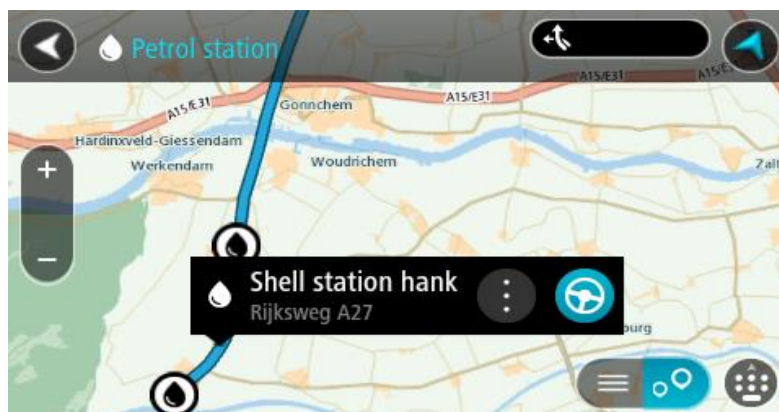 Petrol station
A15/E31
A15/E31
A15/E31
Gonnchem
Hardinxveld-Giessendam
Werkendam
Woudrichem
Zal
Shell station hank
Rijksweg A27
burg